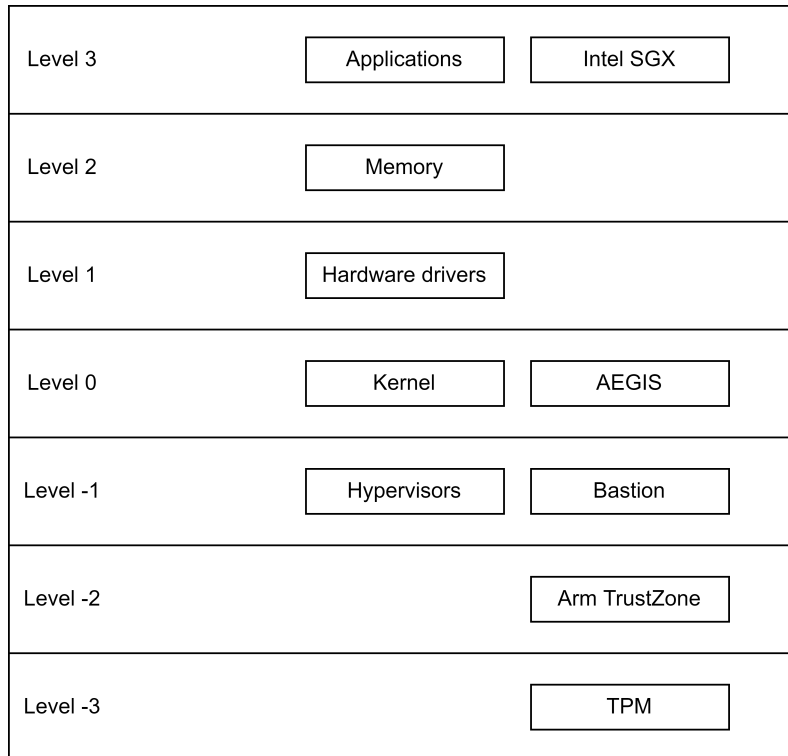 Level 3
Applications
Intel SGX
Level 2
Memory
Level 1
Hardware drivers
Level 0
Kernel
AEGIS
Level -1
Hypervisors
Bastion
Level -2
Arm TrustZone
Level -3
TPM